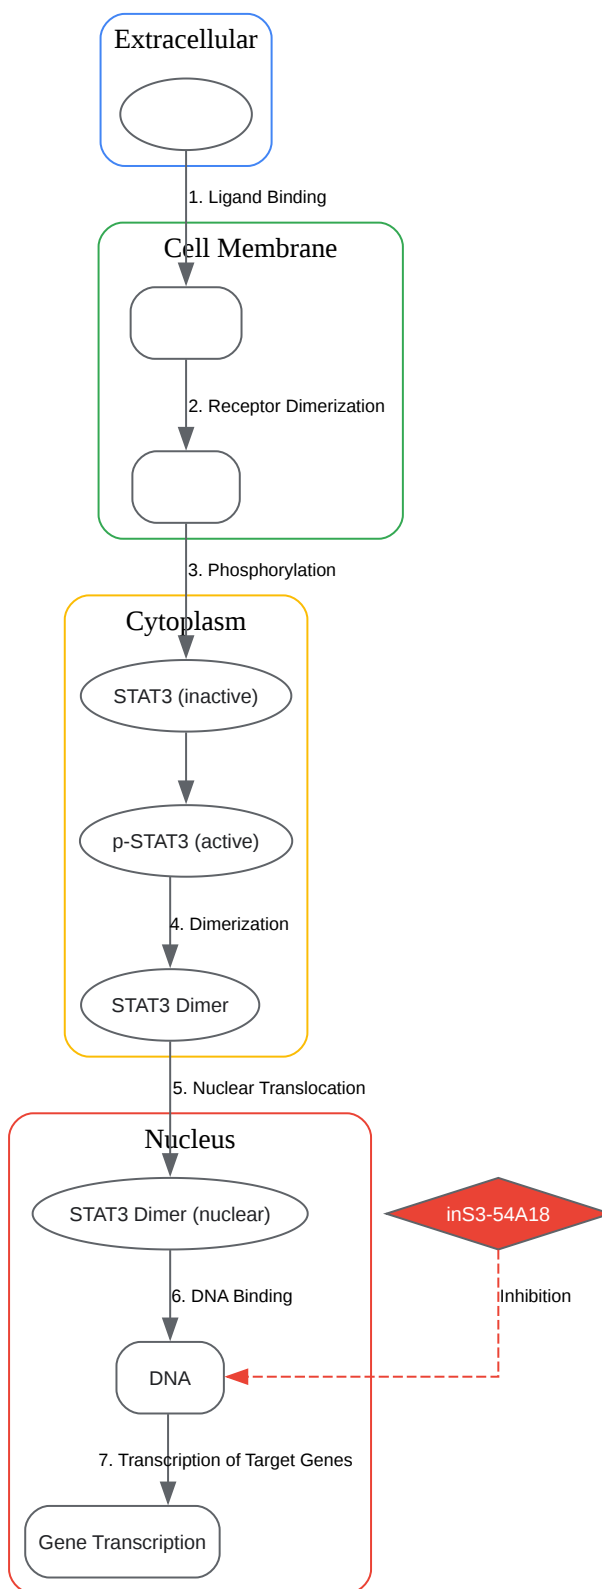 Extracellular
1. Ligand Binding
Cell Membrane
2. Receptor Dimerization
3. Phosphorylation
Cytoplasm
STAT3 (inactive)
p-STAT3 (active)
4. Dimerization
STAT3 Dimer
5. Nuclear Translocation
Nucleus
STAT3 Dimer (nuclear)
inS3-54A18
6. DNA Binding
Inhibition
DNA
7. Transcription of Target Genes
Gene Transcription